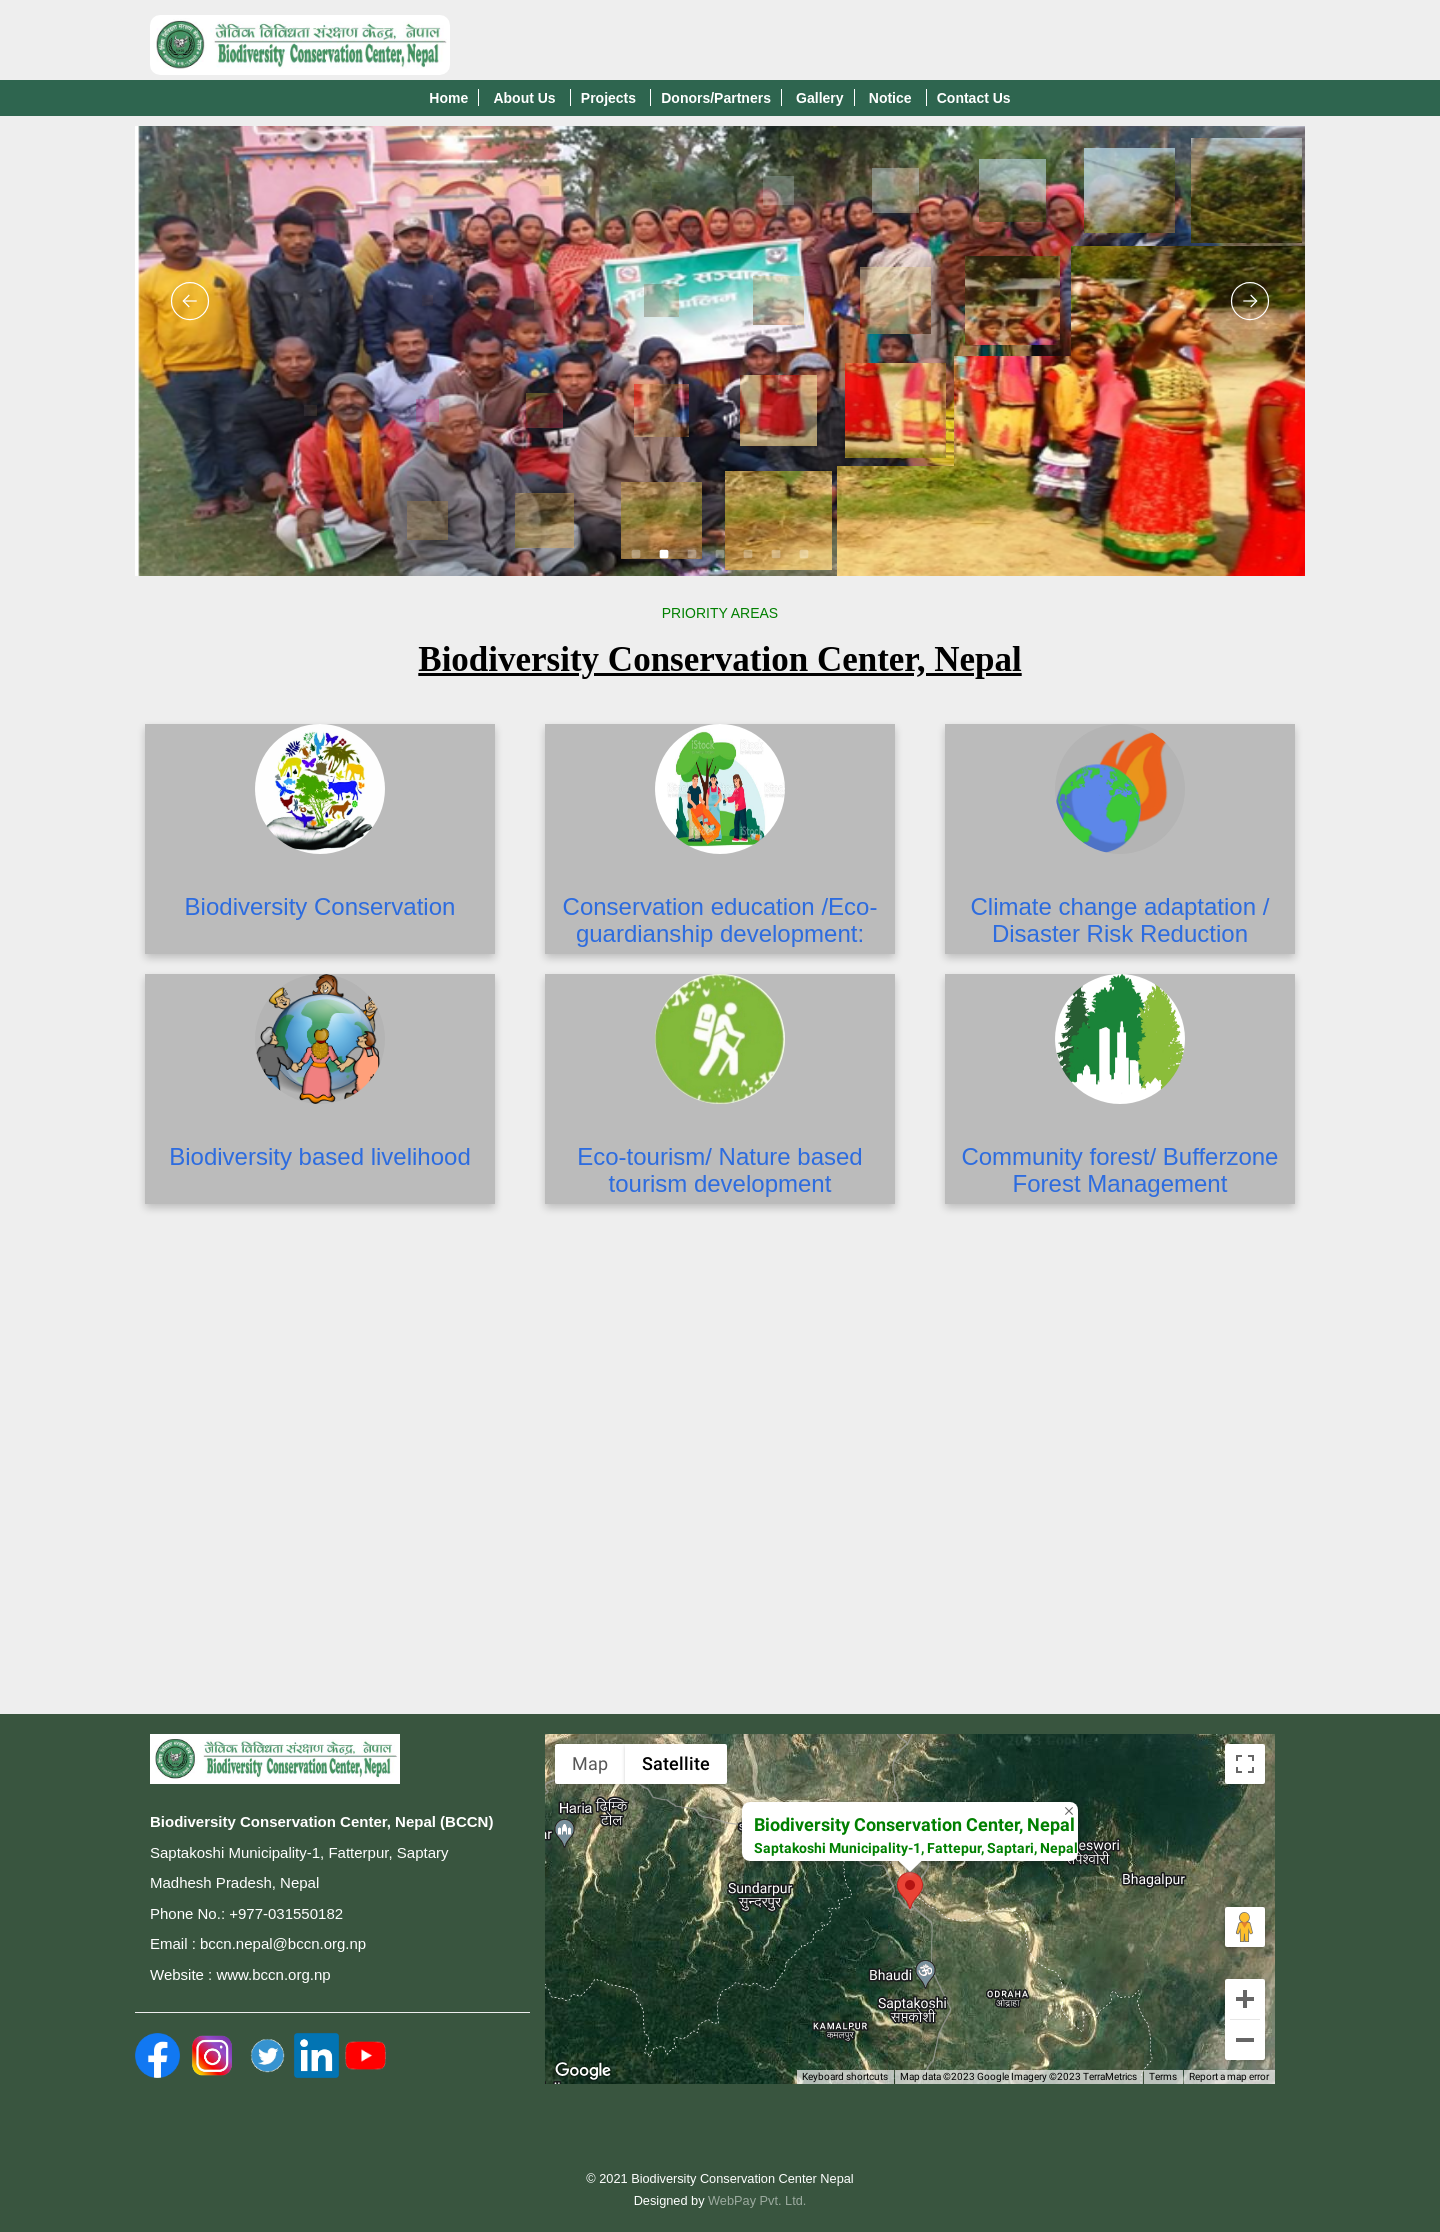 जैविक विविधता संरक्षण केन्द्र, नेपाल
Biodiversity Conservation Center, Nepal
Home
About Us
Projects
Donors/Partners
Gallery
Notice
Contact Us
PRIORITY AREAS
Biodiversity Conservation Center, Nepal
iStock
Biodiversity Conservation
Conservation education /Eco-
guardianship development:
Climate change adaptation /
Disaster Risk Reduction
Biodiversity based livelihood
Eco-tourism/ Nature based
tourism development
Community forest/ Bufferzone
Forest Management
जैविक विविधता संरक्षण केन्द्र, नेपाल
Biodiversity Conservation Center, Nepal
Biodiversity Conservation Center, Nepal (BCCN)
Saptakoshi Municipality-1, Fatterpur, Saptary
Madhesh Pradesh, Nepal
Phone No.: +977-031550182
Email : bccn.nepal@bccn.org.np
Website : www.bccn.org.np
Map
Satellite
Haria ढिम्कि
टोल
Biodiversity Conservation Center, Nepal
Saptakoshi Municipality-1, Fattepur, Saptari, Nepal
Bhagalpur
Sundarpur
सुन्दरपुर
Bhaudi
Saptakoshi
सप्तकोशी
ODRAHA
ओद्राहा
KAMALPUR
कमलपुर
Google
Keyboard shortcuts
Map data ©2023 Google Imagery ©2023 TerraMetrics
Terms
Report a map error
© 2021 Biodiversity Conservation Center Nepal
Designed by WebPay Pvt. Ltd.